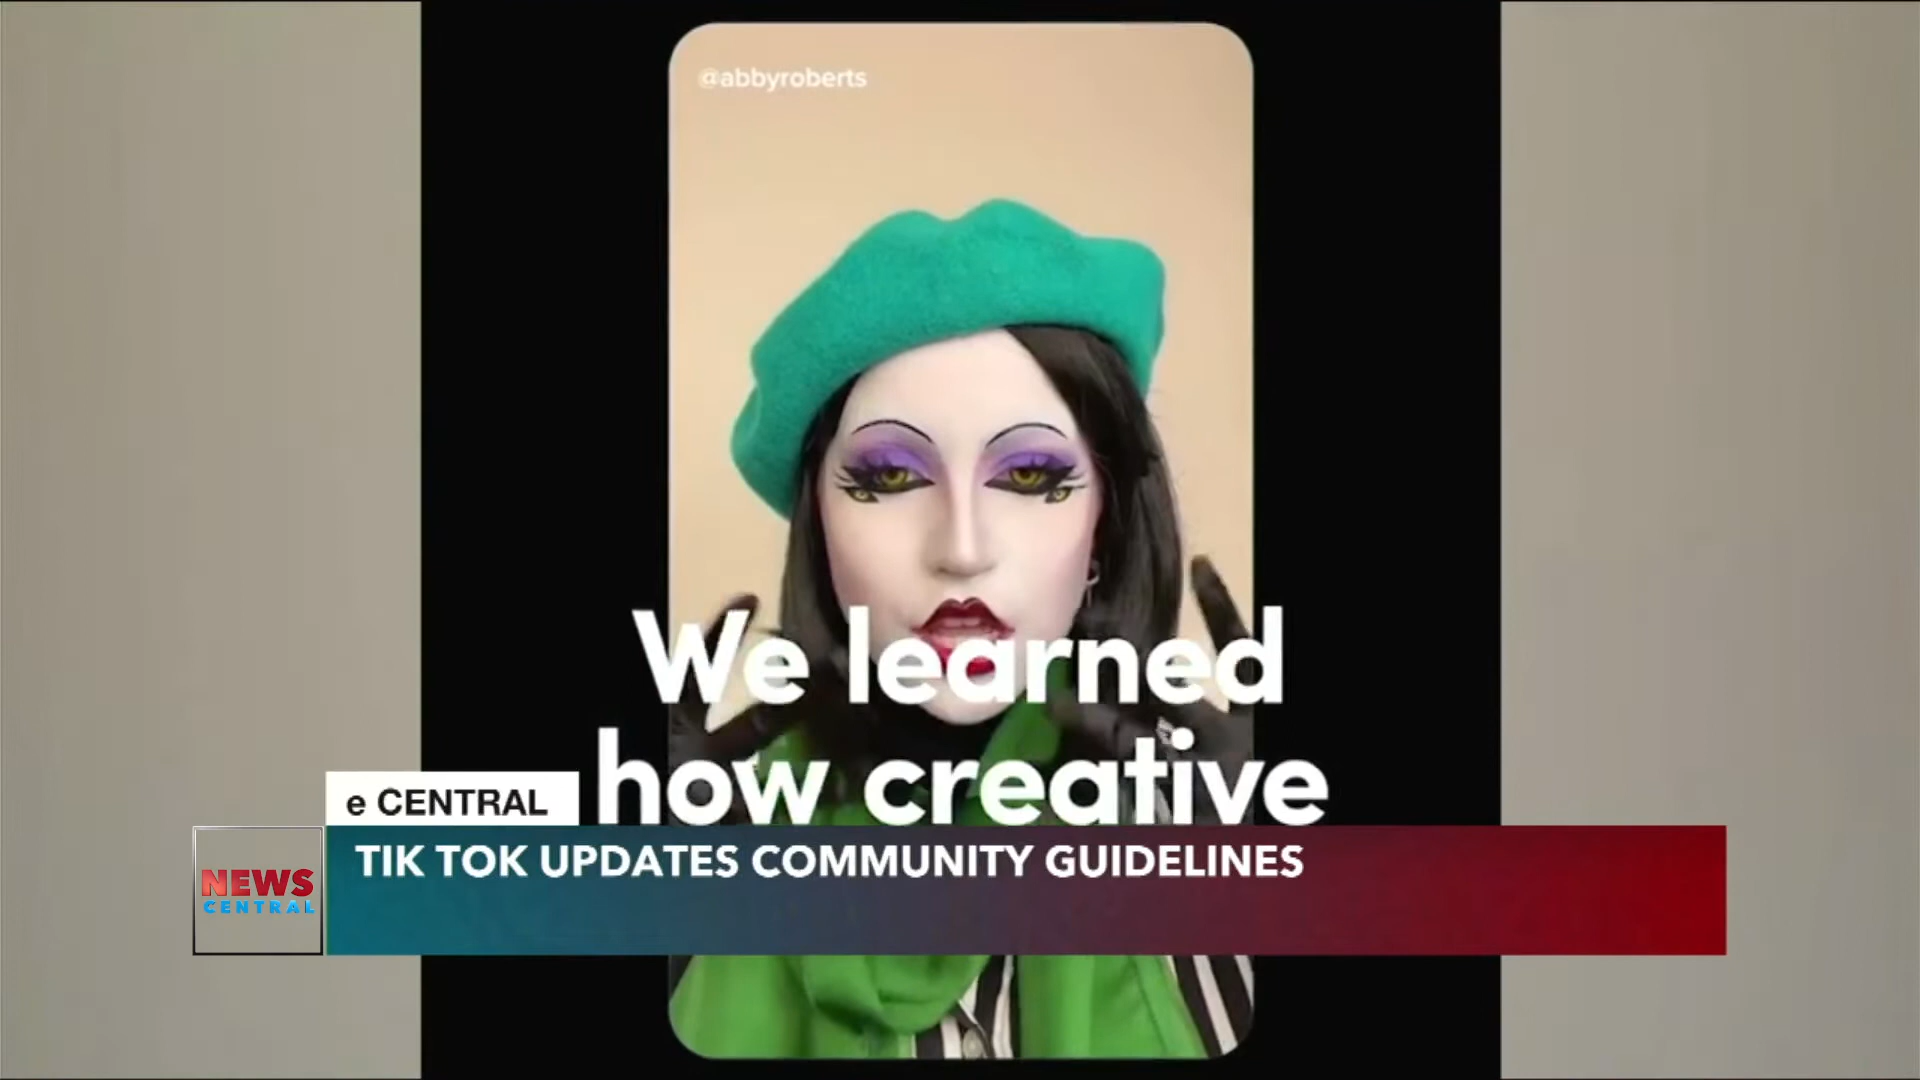 @abbyroberts
We learned
how creative
e CENTRAL
TIK TOK UPDATES COMMUNITY GUIDELINES
NEWS
CENTRAL